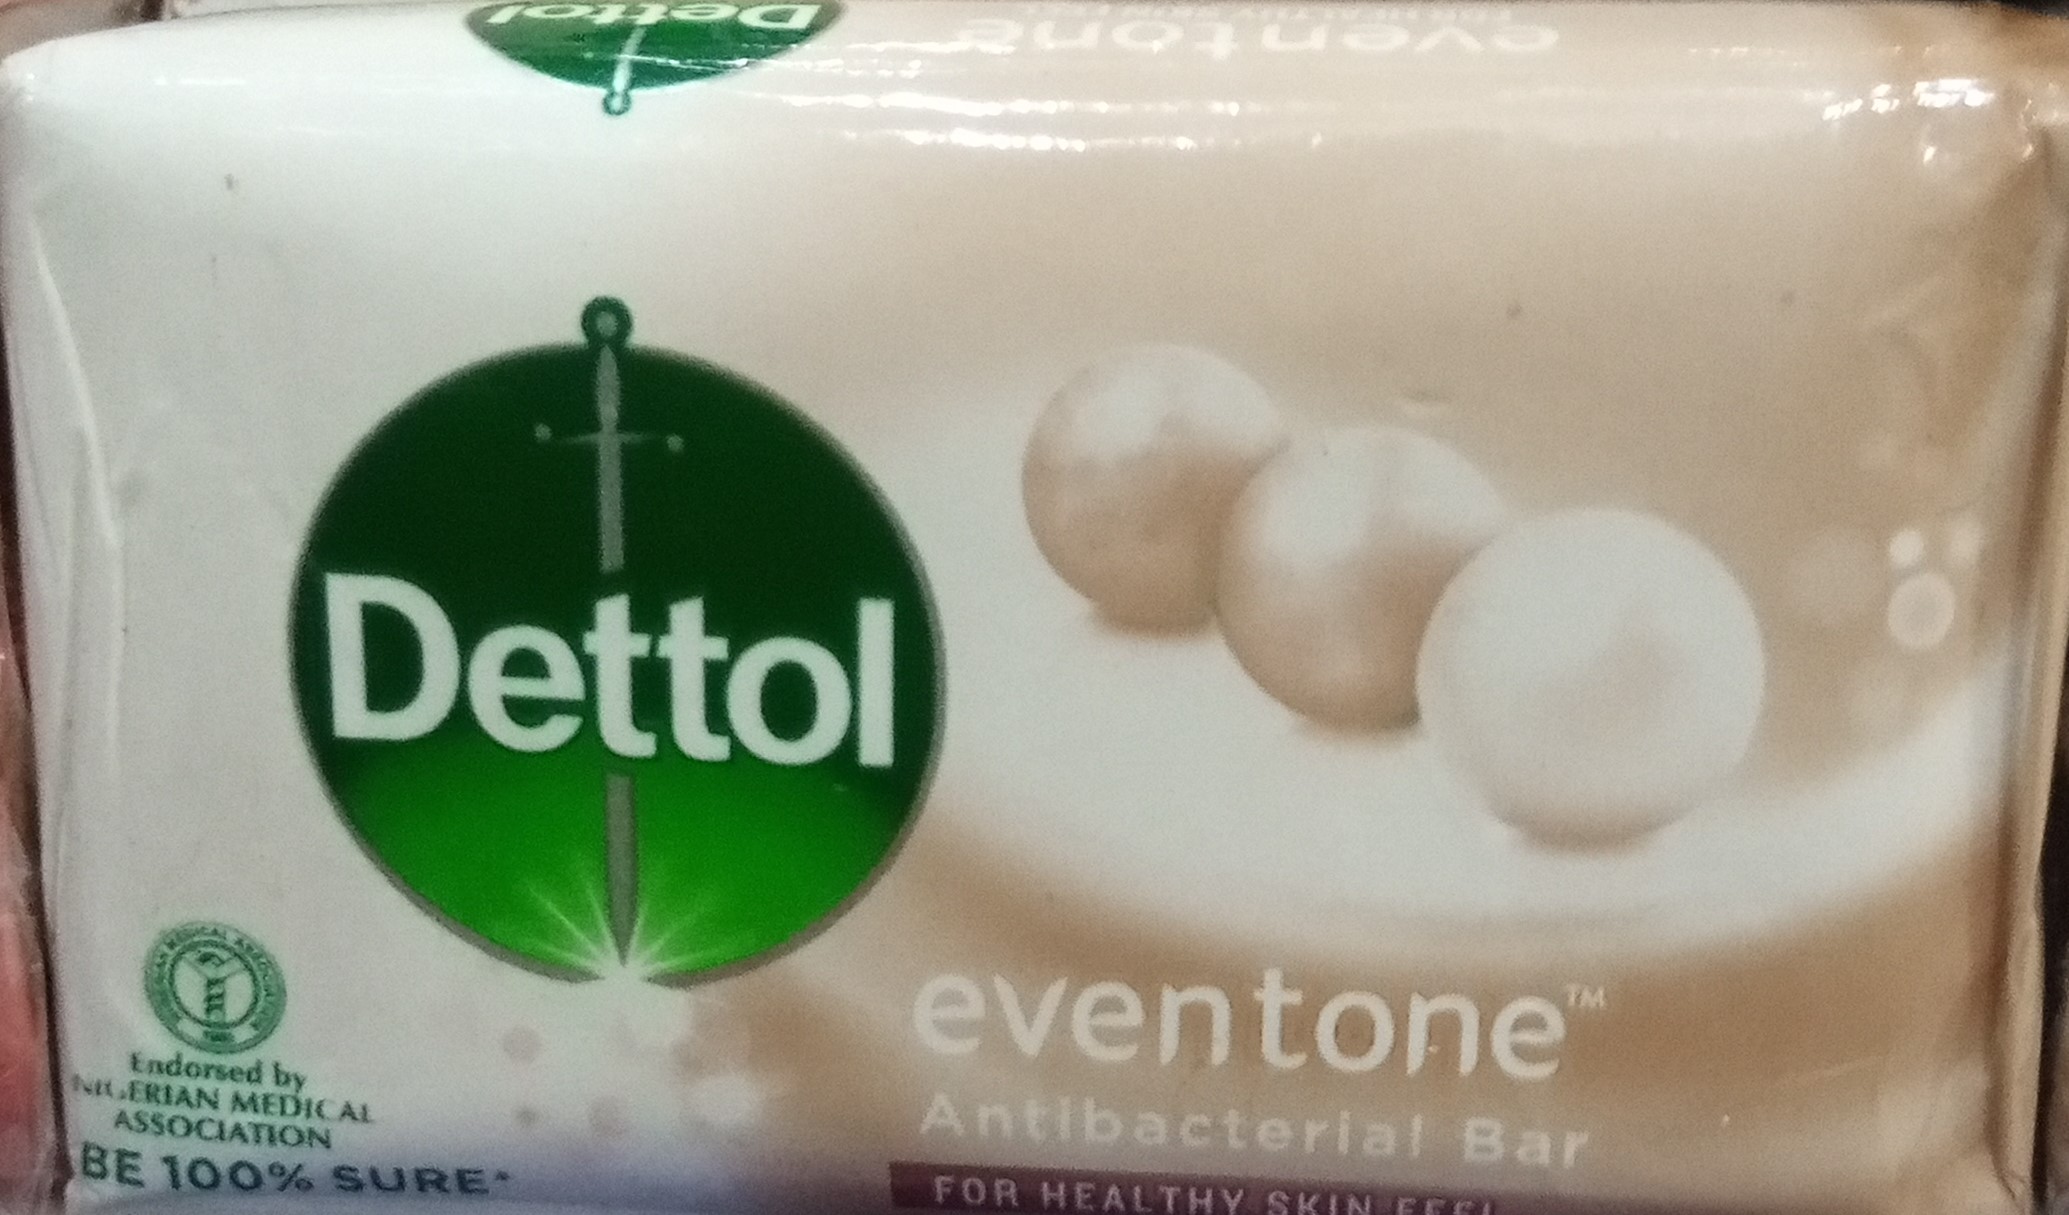 Dettol
eventone
Dettol
eventone™
Antibacterial Bar
FOR HEALTHY SKIN FEEL
Endorsed by
NIGERIAN MEDICAL
ASSOCIATION
BE 100% SURE*